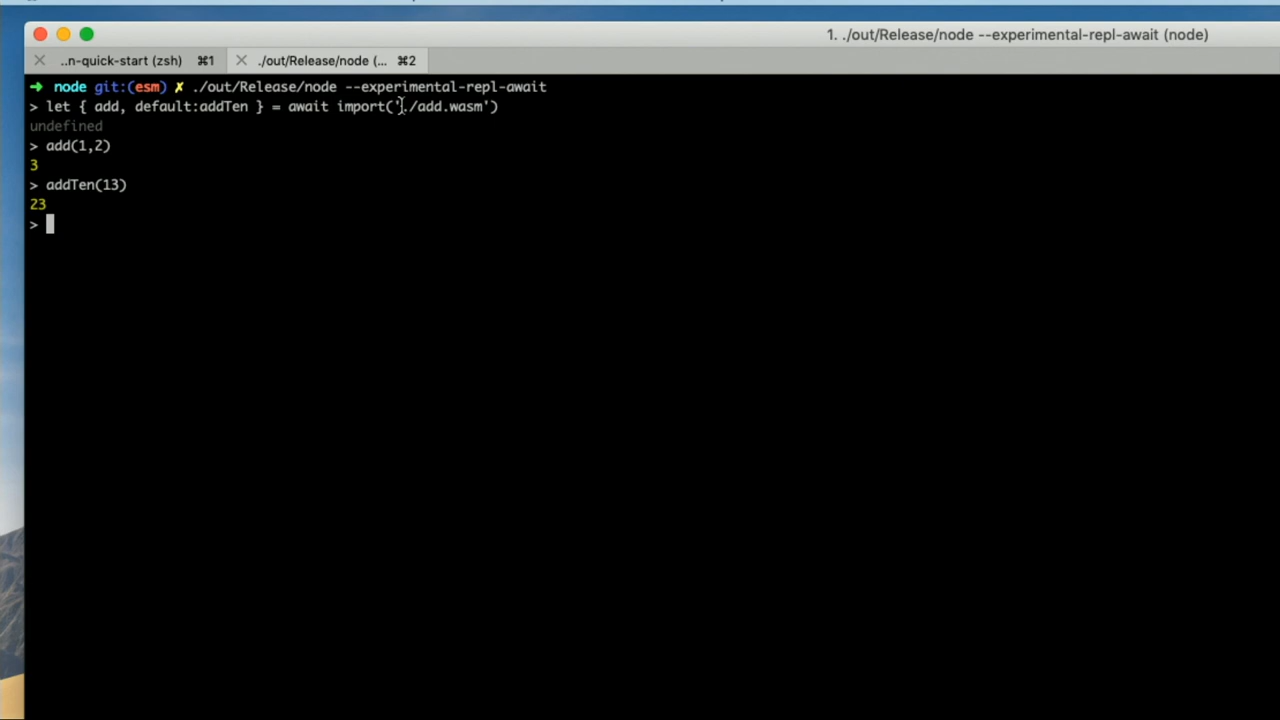 1. ./out/Release/node --experimental-repl-await (node)
..n-quick-start (zsh) ⌘1 ./out/Release/node (... ⌘2
➜ node git:(esm) ✗ ./out/Release/node --experimental-repl-await
> let { add, default:addTen } = await import('./add.wasm')
undefined
> add(1,2)
3
> addTen(13)
23
>